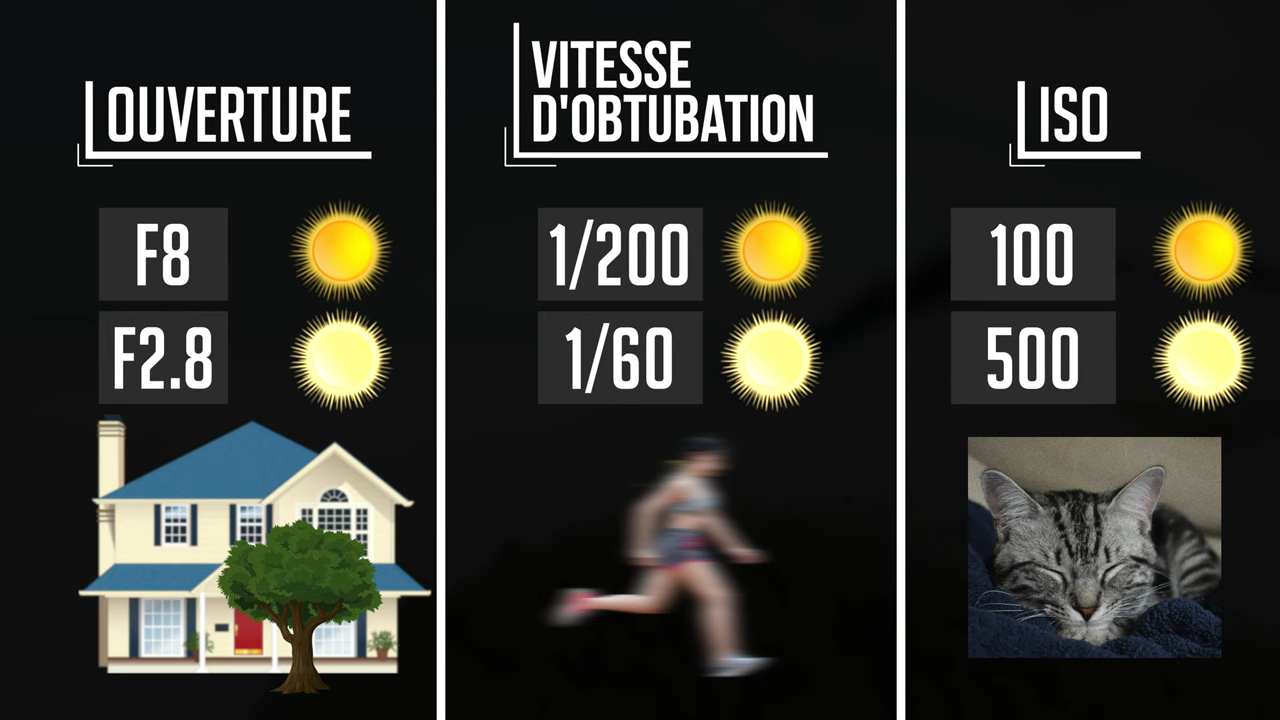 OUVERTURE
F8
F2.8
VITESSE
D'OBTUBATION
1/200
1/60
ISO
100
500